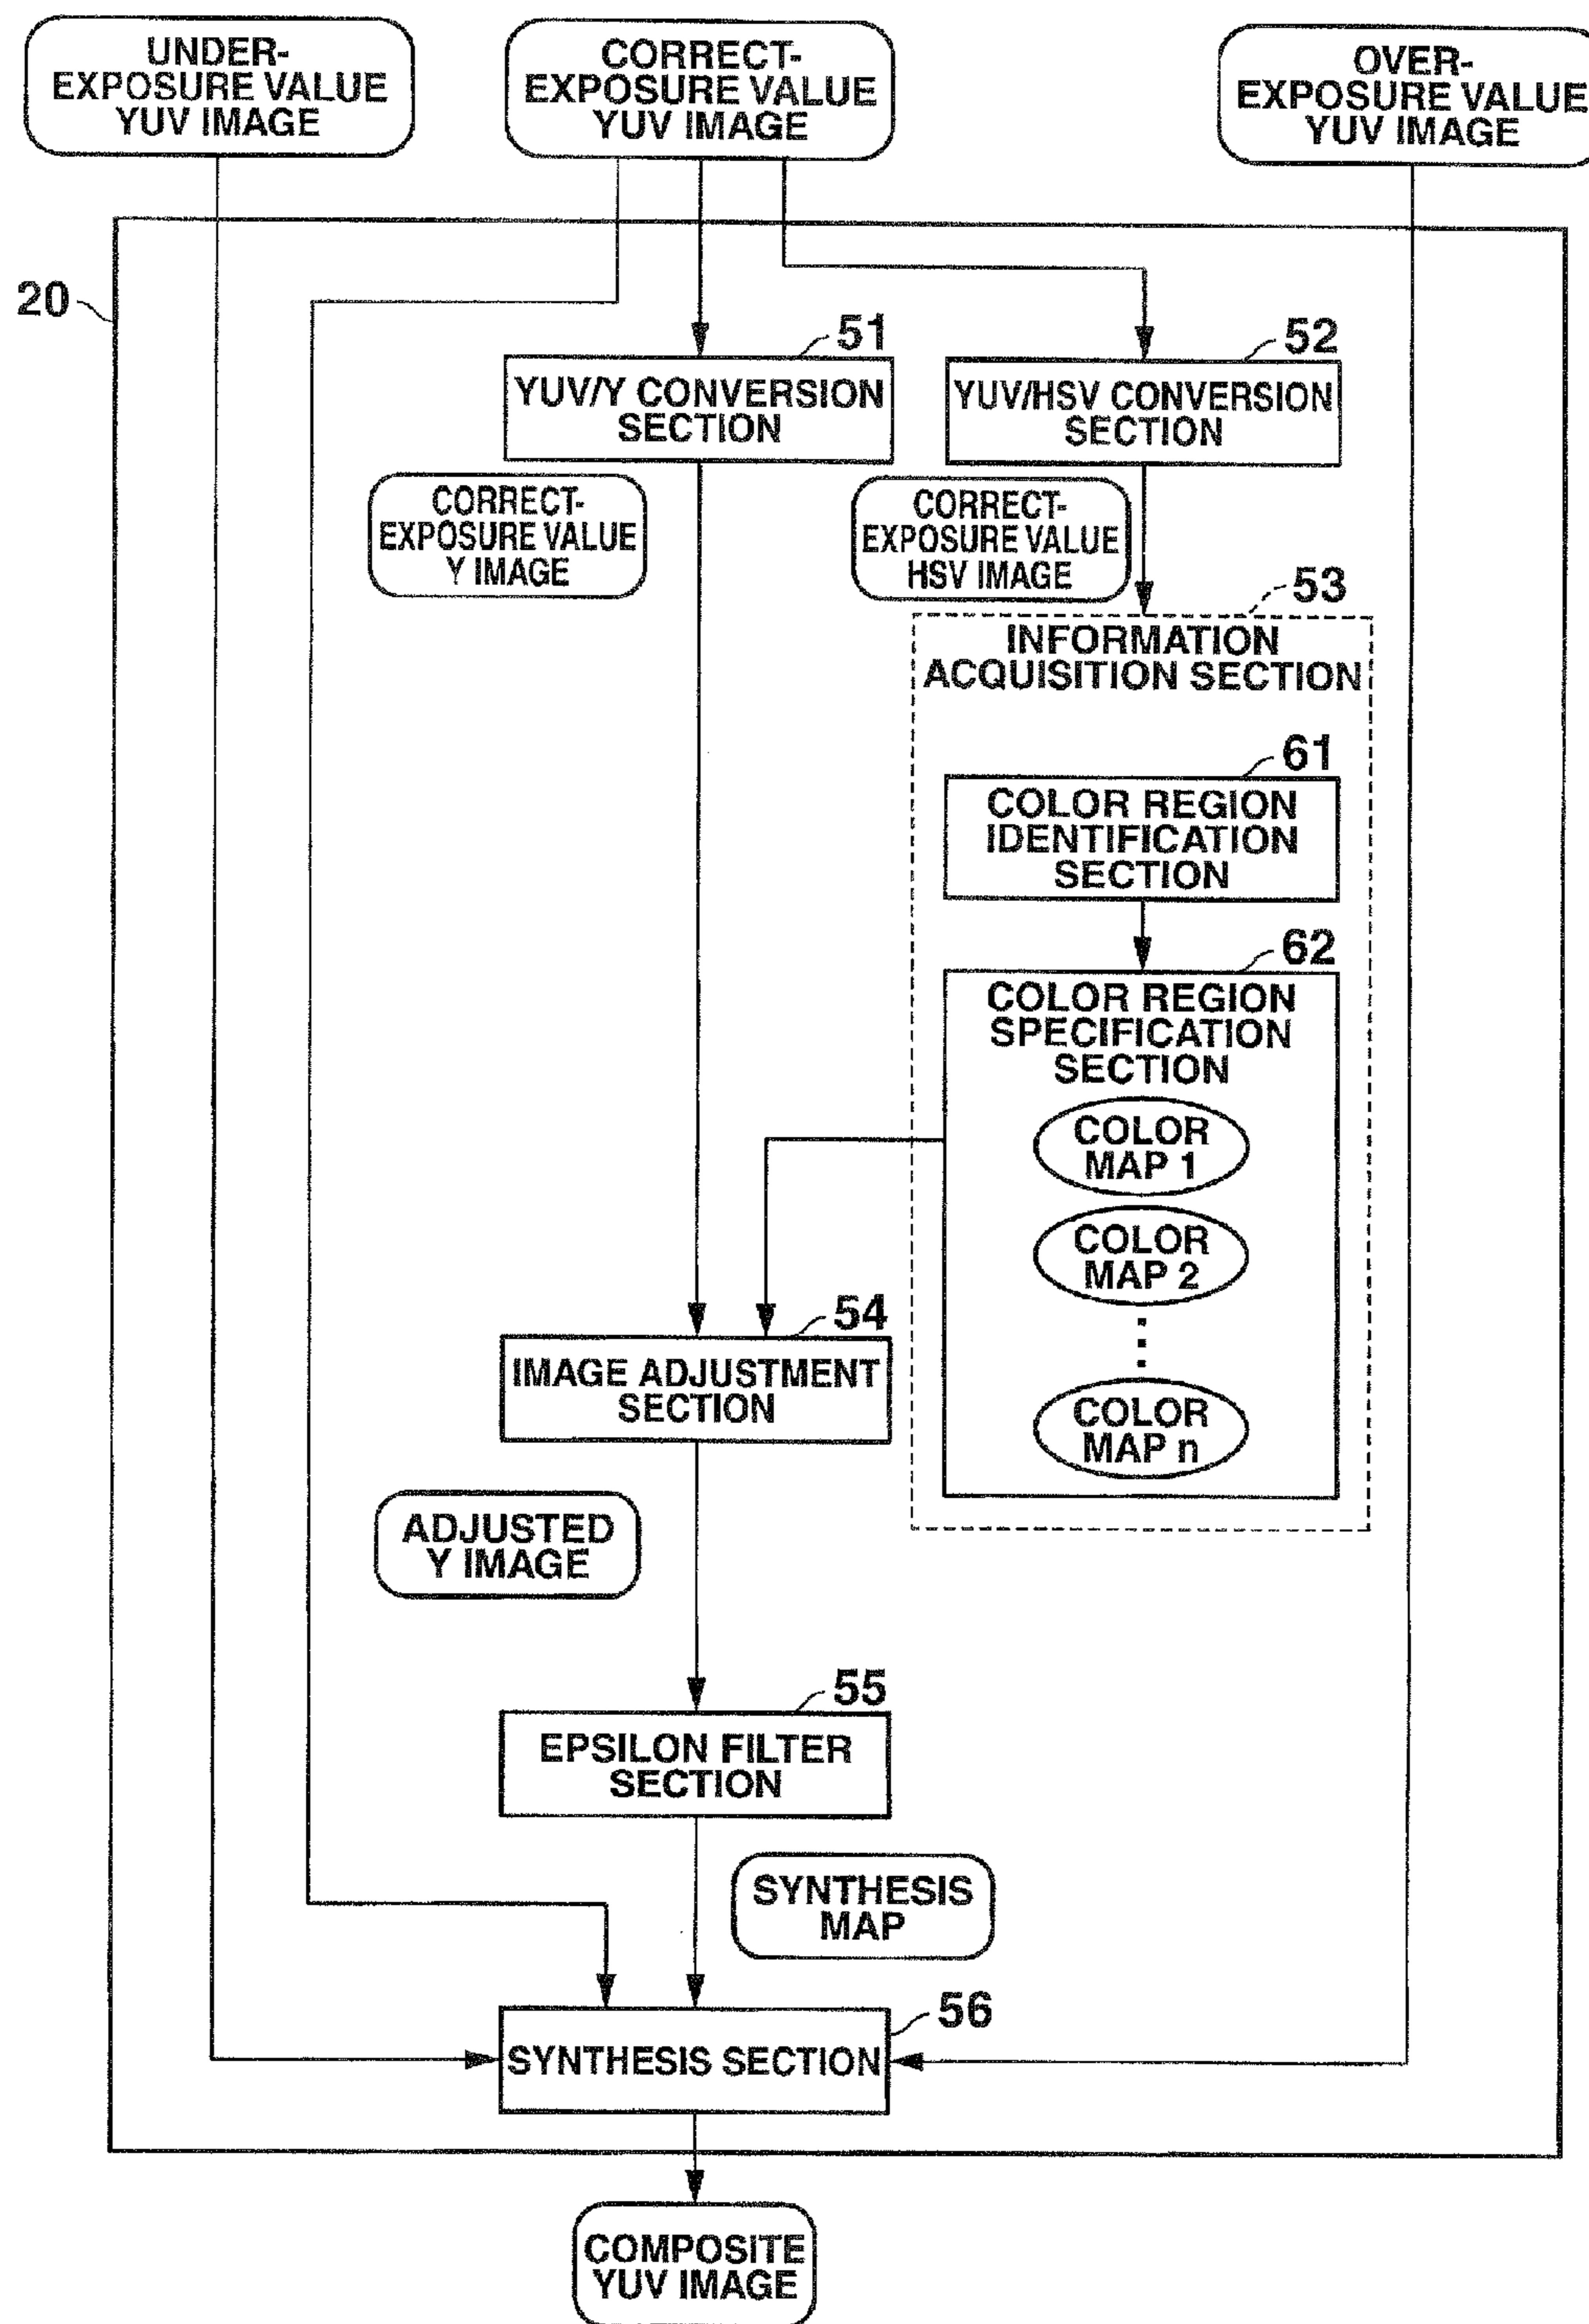 UNDER-
EXPOSURE VALUE
YUV IMAGE
CORRECT-
EXPOSURE VALUE
YUV IMAGE
OVER-
EXPOSURE VALUE
YUV IMAGE
20
51
YUV/Y CONVERSION
SECTION
52
YUV/HSV CONVERSION
SECTION
CORRECT-
EXPOSURE VALUE
Y IMAGE
CORRECT-
EXPOSURE VALUE
HSV IMAGE
53
INFORMATION
ACQUISITION SECTION
61
COLOR REGION
IDENTIFICATION
SECTION
62
COLOR REGION
SPECIFICATION
SECTION
COLOR
MAP 1
COLOR
MAP 2
COLOR
MAP n
54
IMAGE ADJUSTMENT
SECTION
ADJUSTED
Y IMAGE
55
EPSILON FILTER
SECTION
SYNTHESIS
MAP
56
SYNTHESIS SECTION
COMPOSITE
YUV IMAGE